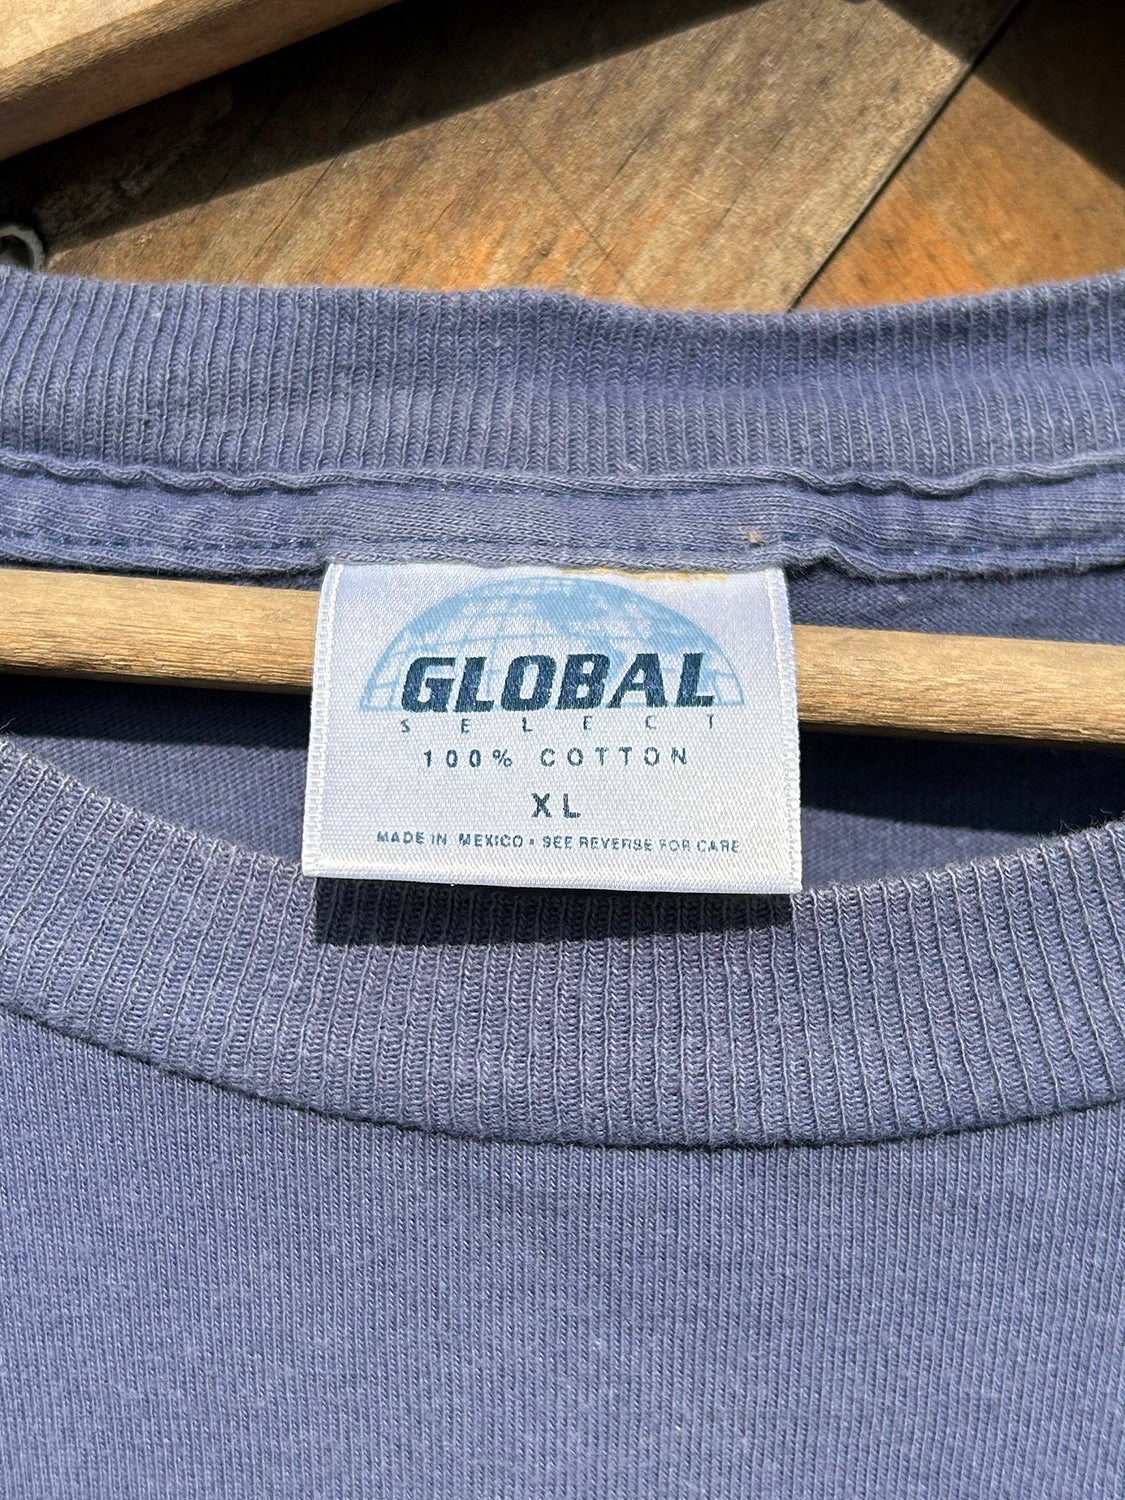 GLOBAL
SELECT
100% COTTON
XL
MADE IN MEXICO • SEE REVERSE FOR CARE